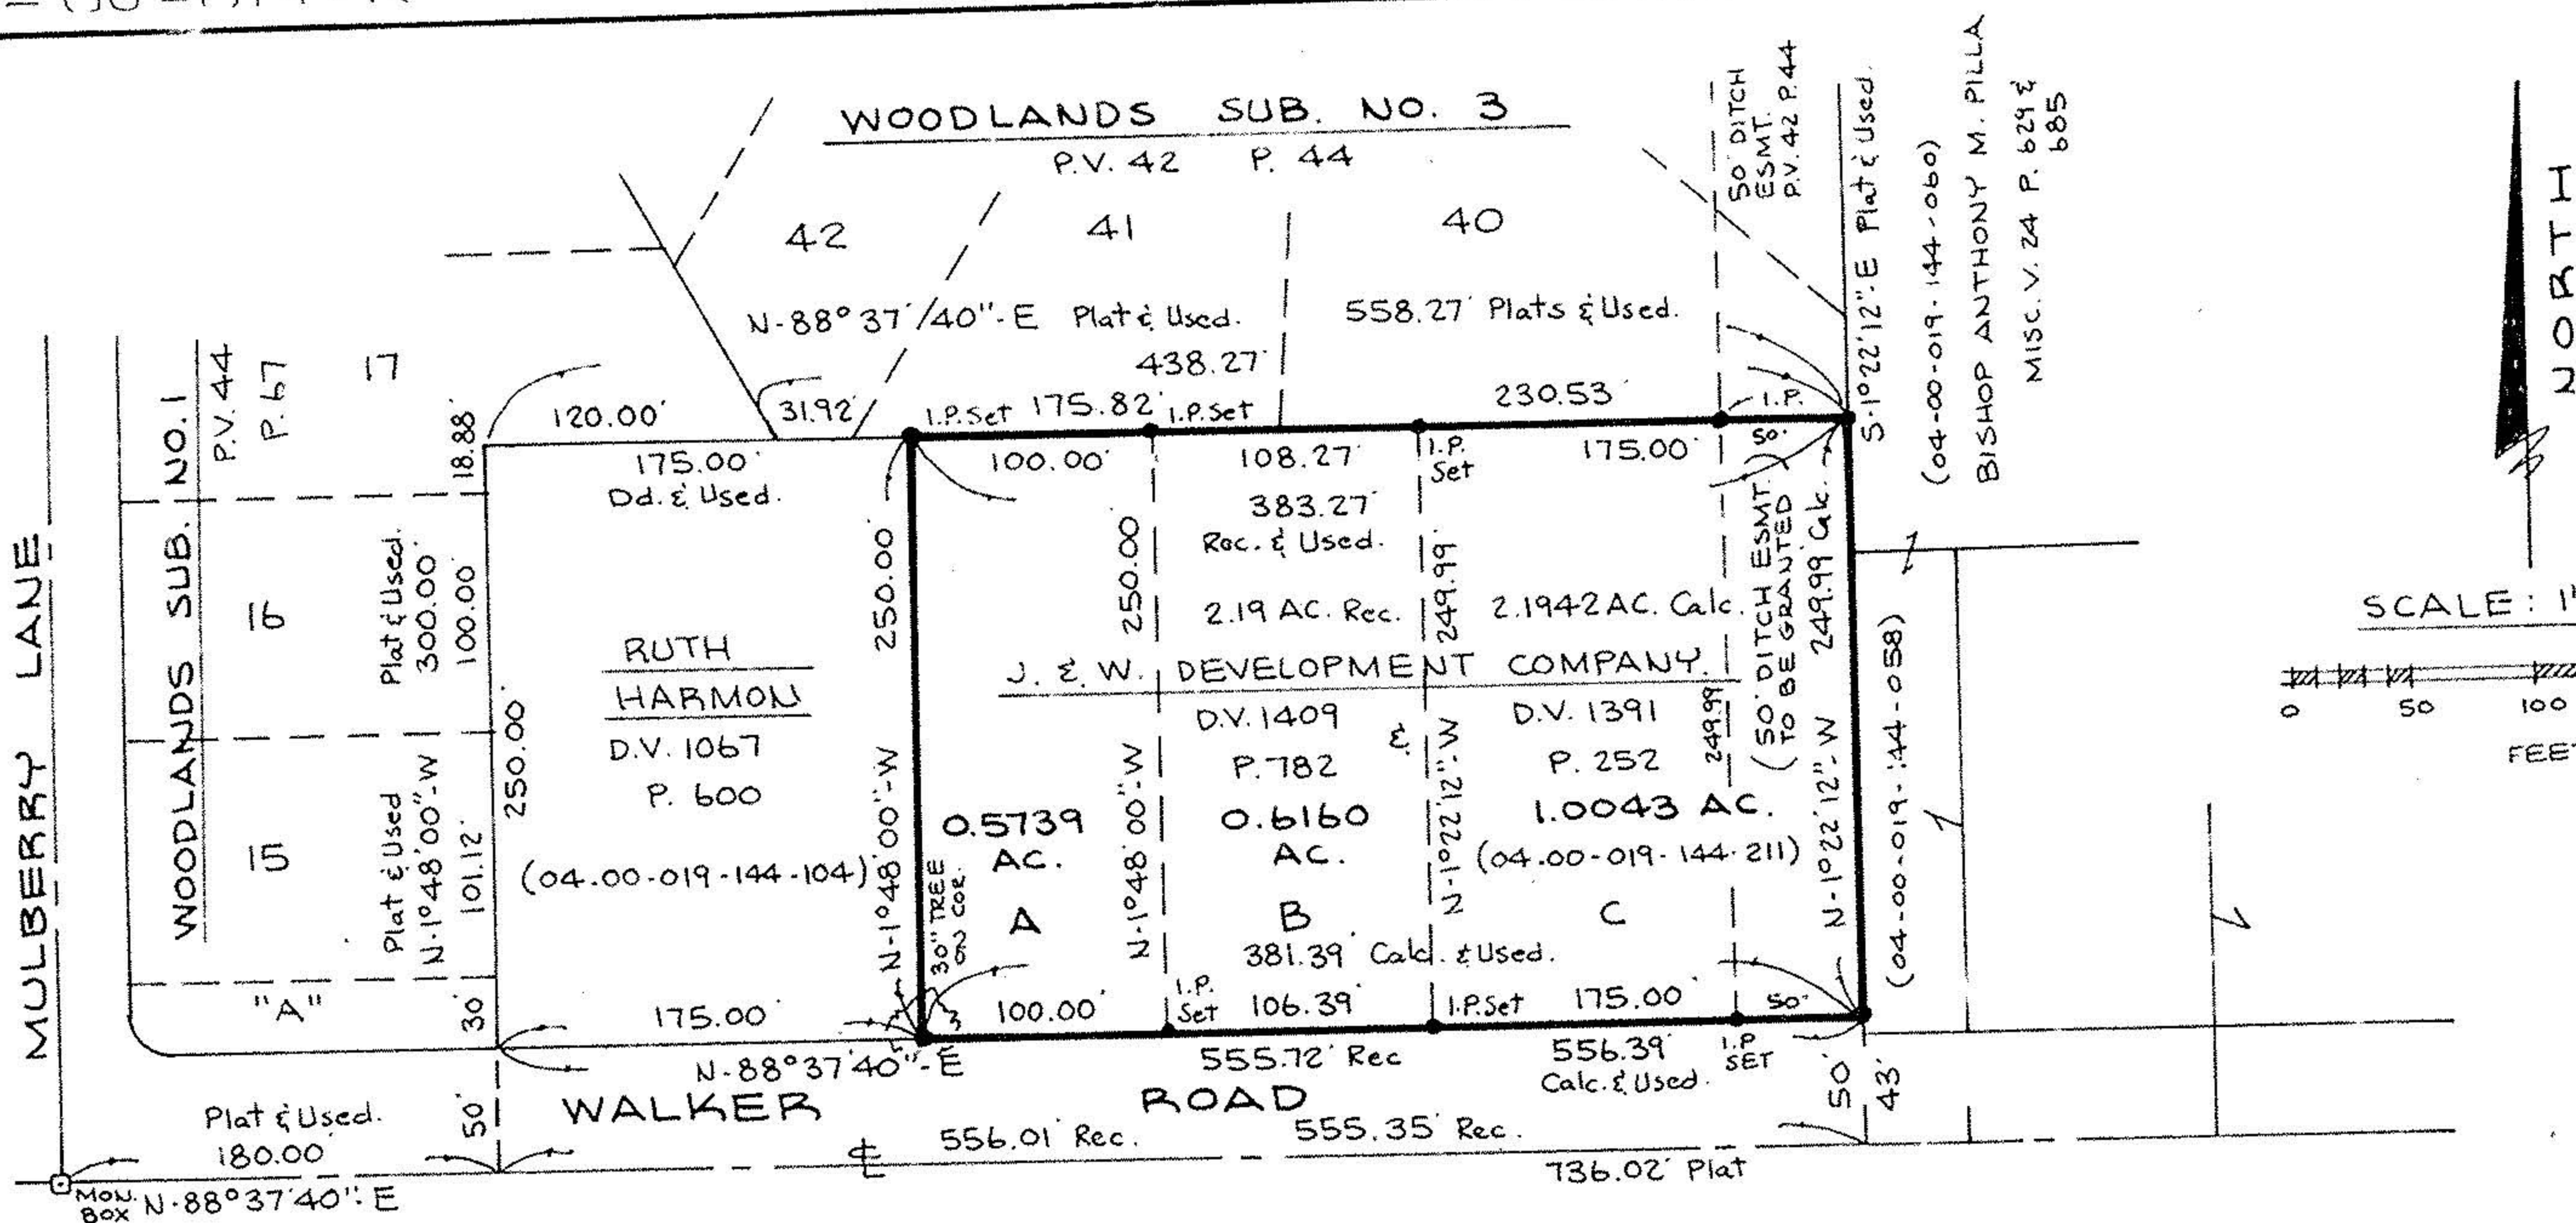 WOODLANDS SUB. NO. 3
P.V. 42 P. 44
50' DITCH
ESMT.
P.V. 42 P. 44
S-1°22'12"-E Plat & Used.
(04-00-019-144-060)
BISHOP ANTHONY M. PILLA
MISC. V. 24 P. 629 &
685
NORTH
42
41
40
N-88°37'40"-E Plat & Used.
558.27' Plats & Used.
438.27'
120.00'
31.92'
I.P. Set
175.82'
I.P. Set
230.53'
I.P.
MULBERRY LANE
WOODLANDS SUB. NO. 1
P.V. 44
P. 67
17
18.88'
16
Plat & Used.
300.00'
100.00'
15
Plat & Used
N-1°48'00"-W
101.12'
"A"
30'
250.00'
175.00'
Dd. & Used.
RUTH
HARMON
D.V. 1067
P. 600
(04-00-019-144-104)
175.00'
250.00'
N-1°48'00"-W
30" TREE
ON COR.
100.00'
108.27'
I.P.
Set
175.00'
50'
383.27'
Rec. & Used.
250.00'
249.99'
2.19 AC. Rec.
2.1942 AC. Calc.
J. & W. DEVELOPMENT COMPANY.
D.V. 1409
&
D.V. 1391
P. 782
P. 252
249.99'
(50' DITCH ESMT.)
(TO BE GRANTED)
249.99' Calc.
N-1°22'12"-W
(04-00-019-144-058)
0.5739
AC.
A
N-1°48'00"-W
0.6160
AC.
B
N-1°22'12"-W
1.0043 AC.
(04-00-019-144-211)
C
381.39' Calc. & Used.
100.00'
I.P.
Set
106.39'
I.P. Set
175.00'
50'
I.P.
SET
N-88°37'40"-E
555.72' Rec
556.39'
Calc. & Used.
50'
43'
WALKER ROAD
Plat & Used.
180.00'
50'
℄
556.01' Rec.
555.35' Rec.
736.02' Plat
MON.
BOX
N-88°37'40"-E
SCALE: 1"
0 50 100
FEET